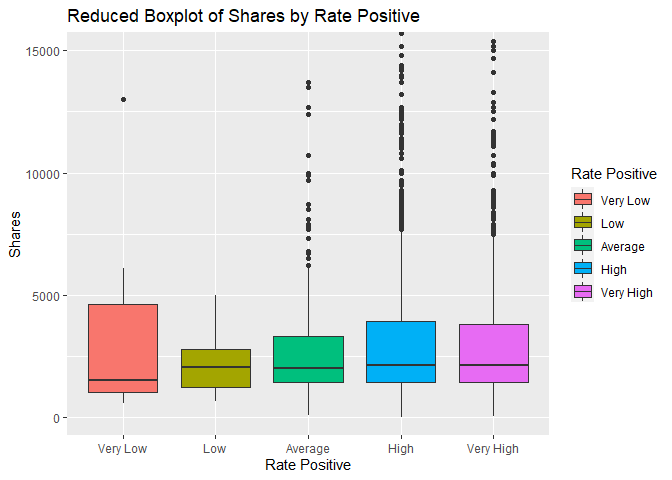 Reduced Boxplot of Shares by Rate Positive
15000
10000
5000
0
Shares
Very Low
Low
Average
High
Very High
Rate Positive
Rate Positive
Very Low
Low
Average
High
Very High